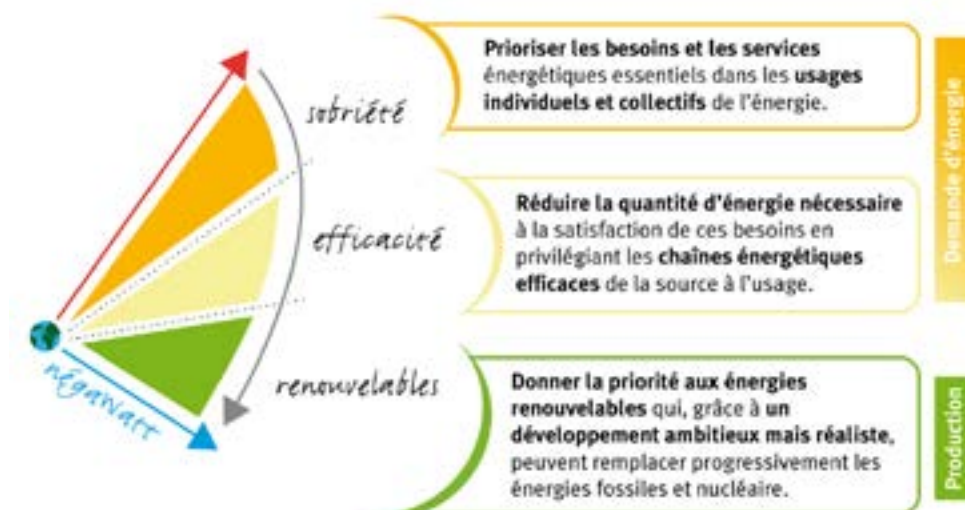 sobriété
Prioriser les besoins et les services
énergétiques essentiels dans les usages
individuels et collectifs de l'énergie.
efficacité
Réduire la quantité d'énergie nécessaire
à la satisfaction de ces besoins en
privilégiant les chaînes énergétiques
efficaces de la source à l'usage.
Demande d'énergie
renouvelables
Donner la priorité aux énergies
renouvelables qui, grâce à un
développement ambitieux mais réaliste,
peuvent remplacer progressivement les
énergies fossiles et nucléaire.
Production
négawatt